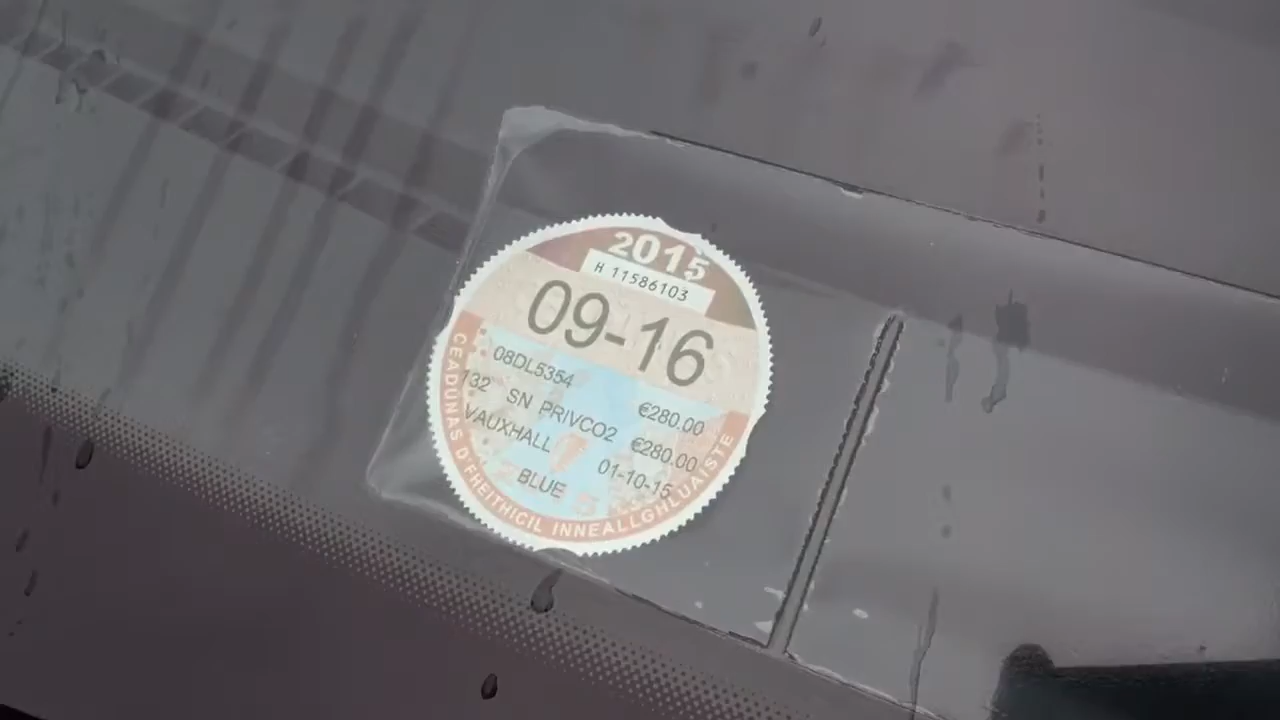 2015
H 11586103
09-16
08DL5354
132 SN PRIVCO2 €280.00
VAUXHALL €280.00
BLUE 01-10-15
CEADUNAS D'FHEITHICIL INNEALLGHLUAISTE